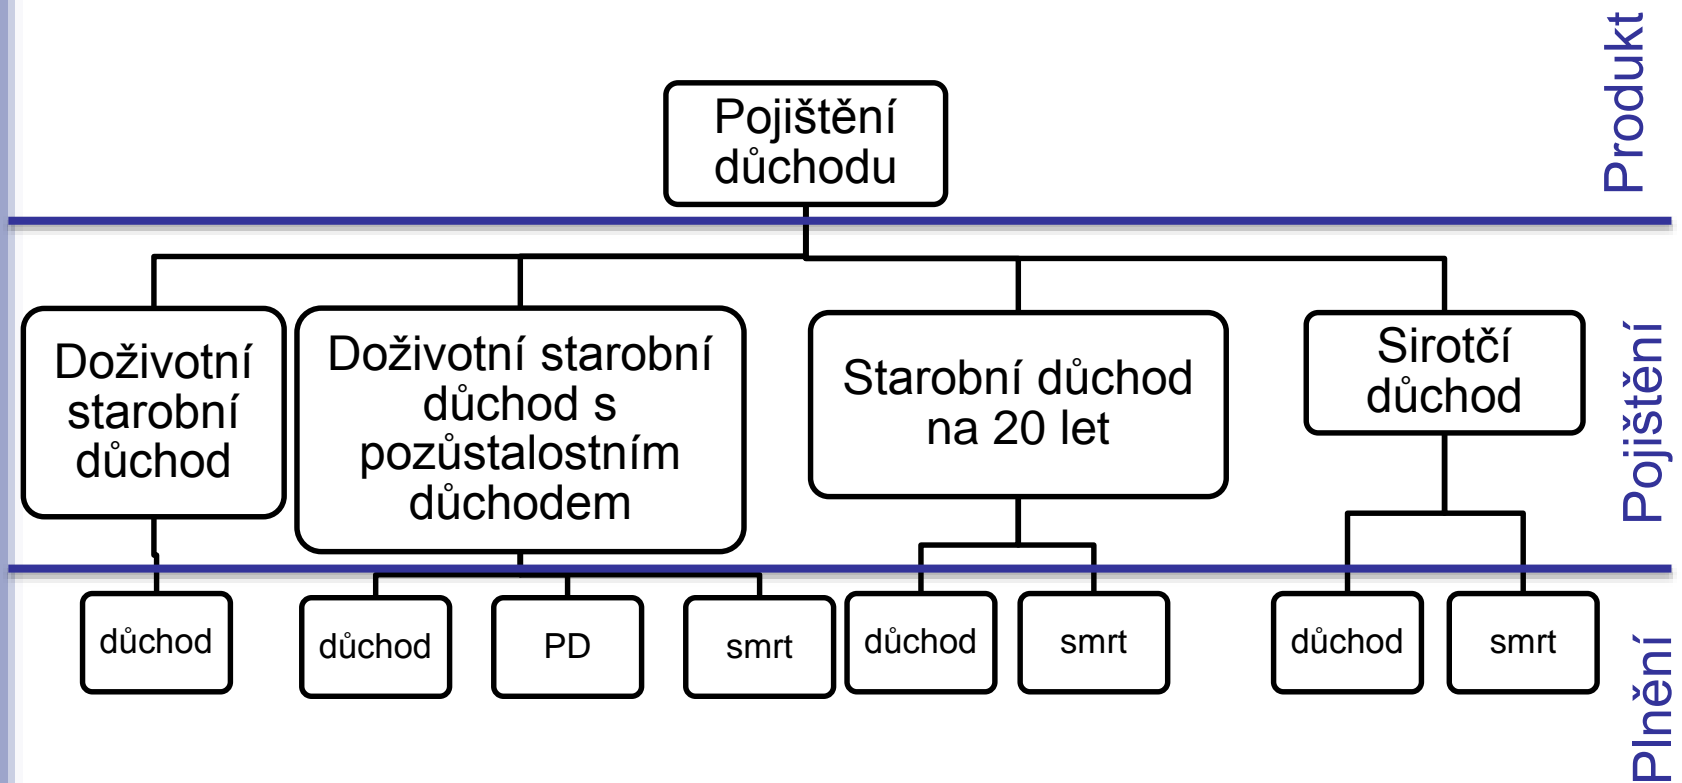 Produkt
Pojištění
důchodu
Doživotní
starobní
důchod
Doživotní starobní
důchod s
pozůstalostním
důchodem
Starobní důchod
na 20 let
Sirotčí
důchod
Pojištění
důchod
důchod
PD
smrt
důchod
smrt
důchod
smrt
Plnění